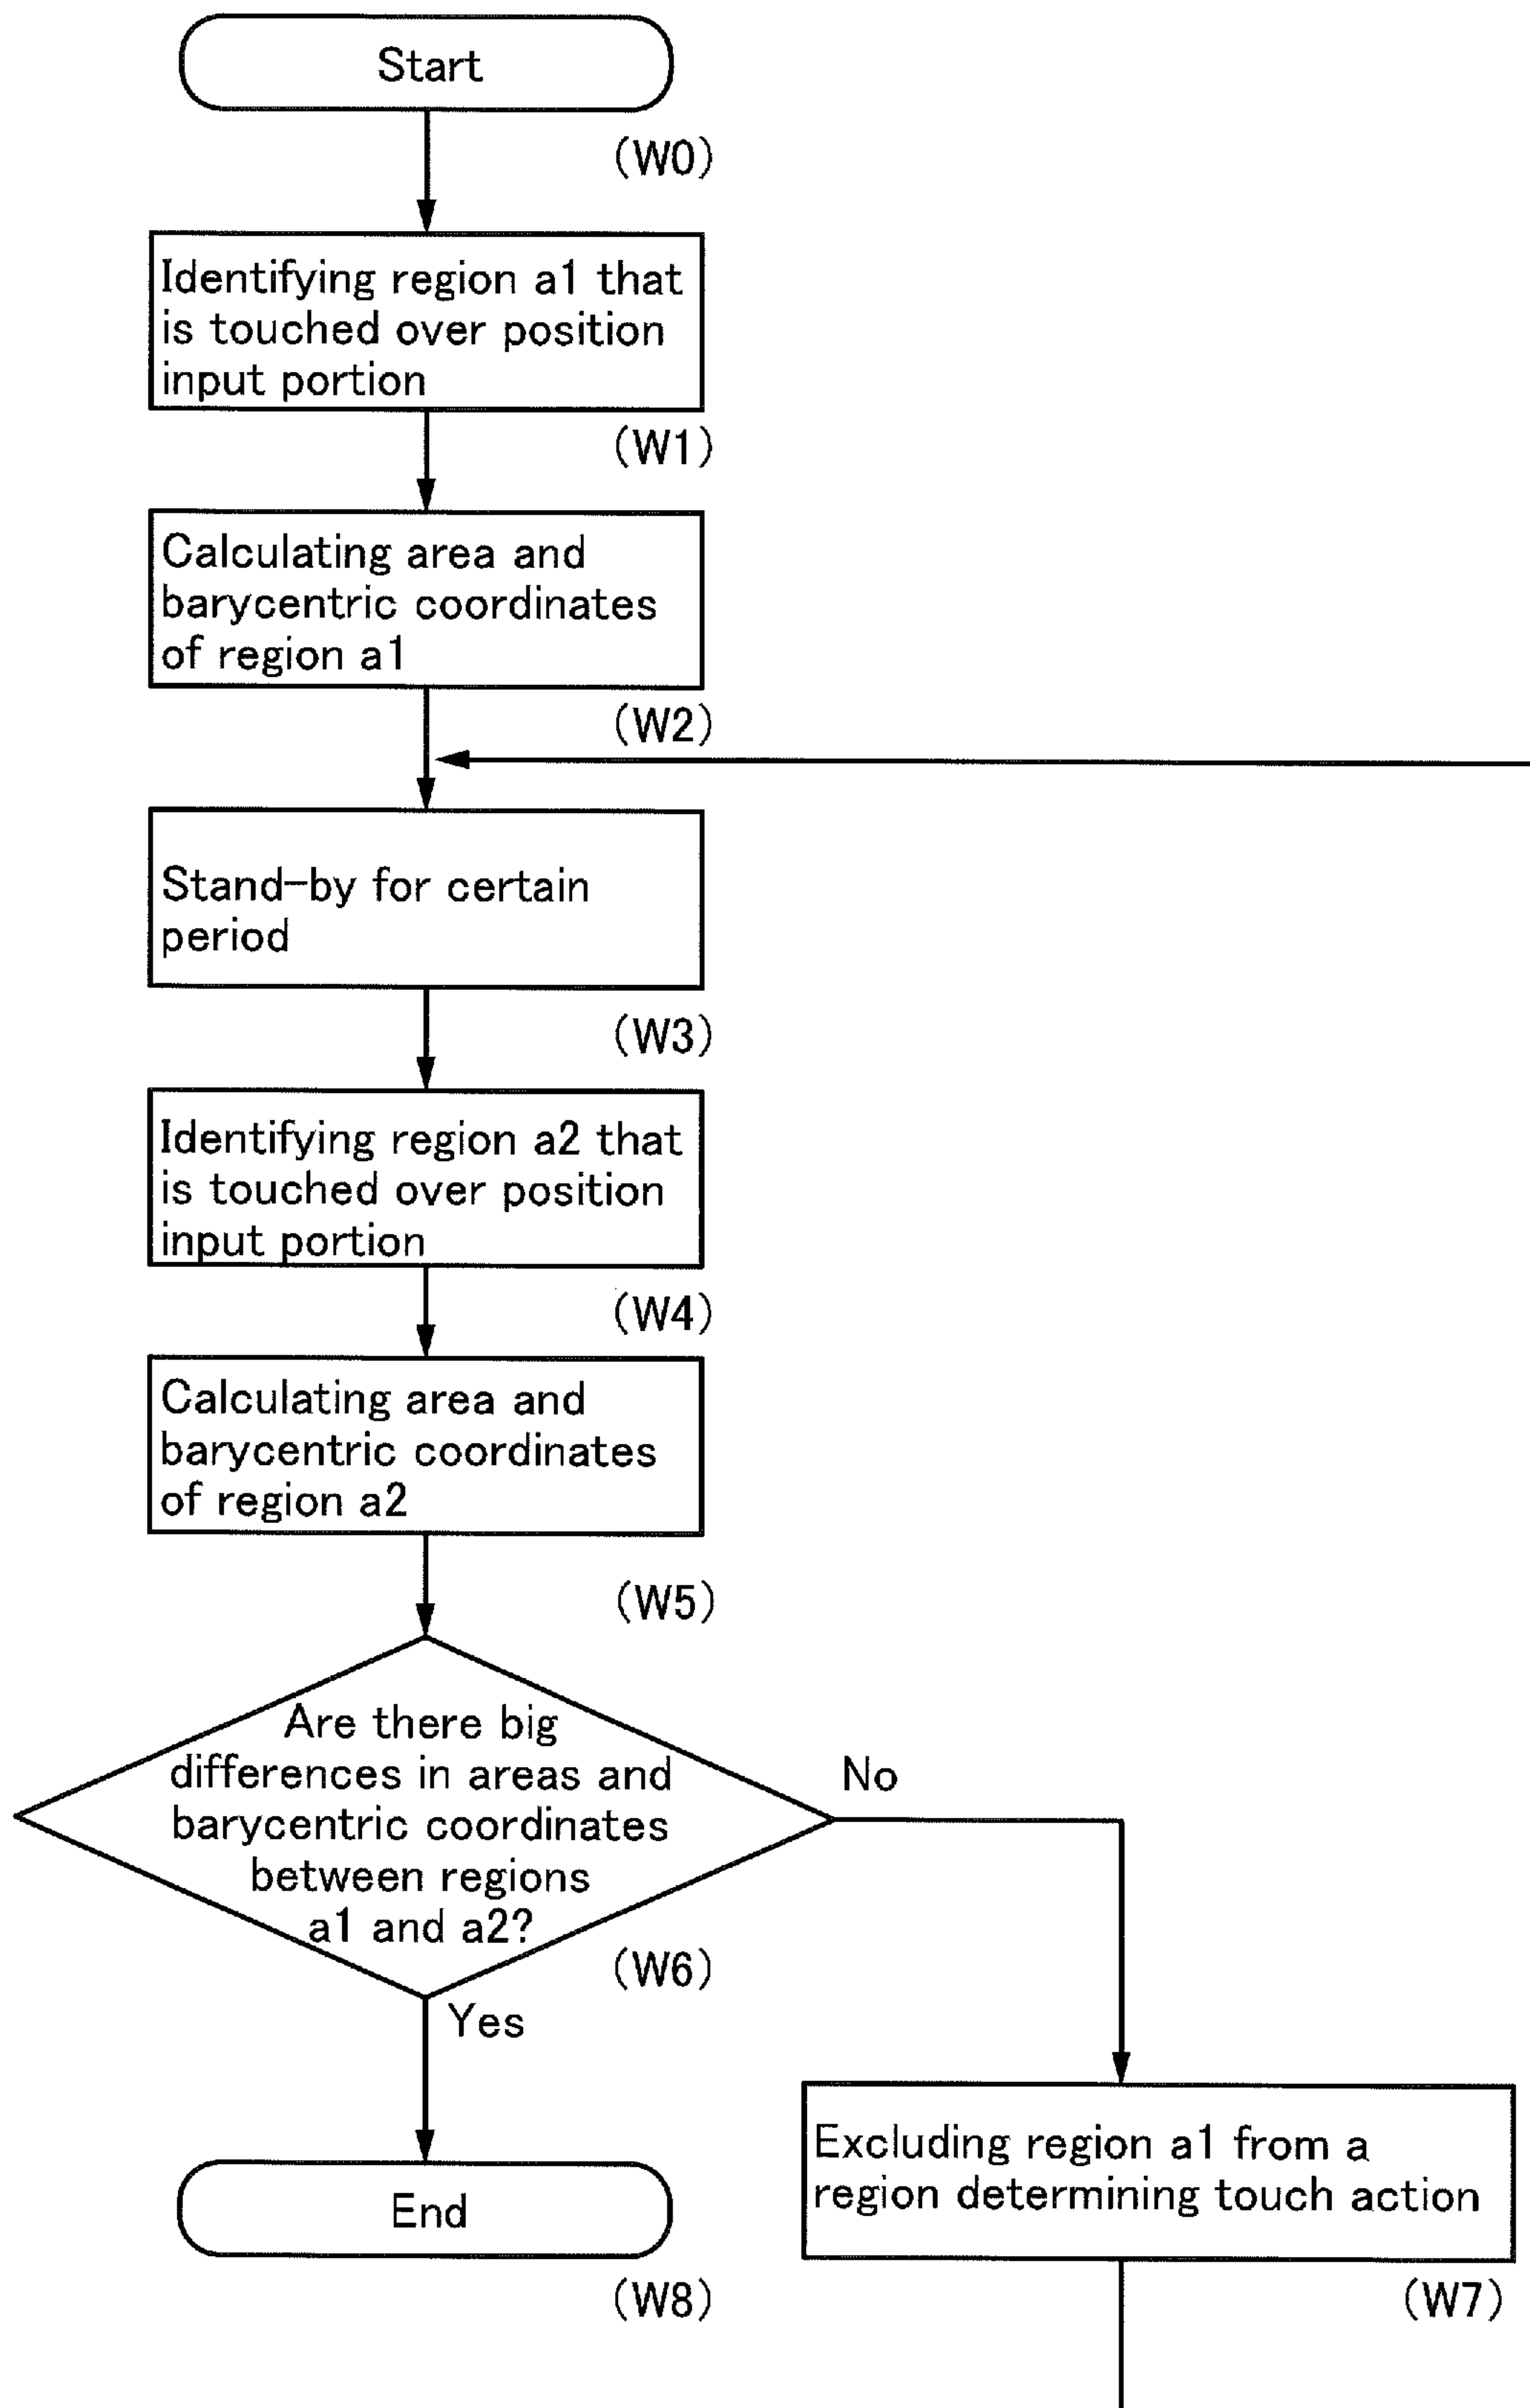 Start
(W0)
Identifying region a1 that
is touched over position
input portion
(W1)
Calculating area and
barycentric coordinates
of region a1
(W2)
Stand-by for certain
period
(W3)
Identifying region a2 that
is touched over position
input portion
(W4)
Calculating area and
barycentric coordinates
of region a2
(W5)
Are there big
differences in areas and
barycentric coordinates
between regions
a1 and a2?
No
(W6)
Yes
Excluding region a1 from a
region determining touch action
End
(W8)
(W7)